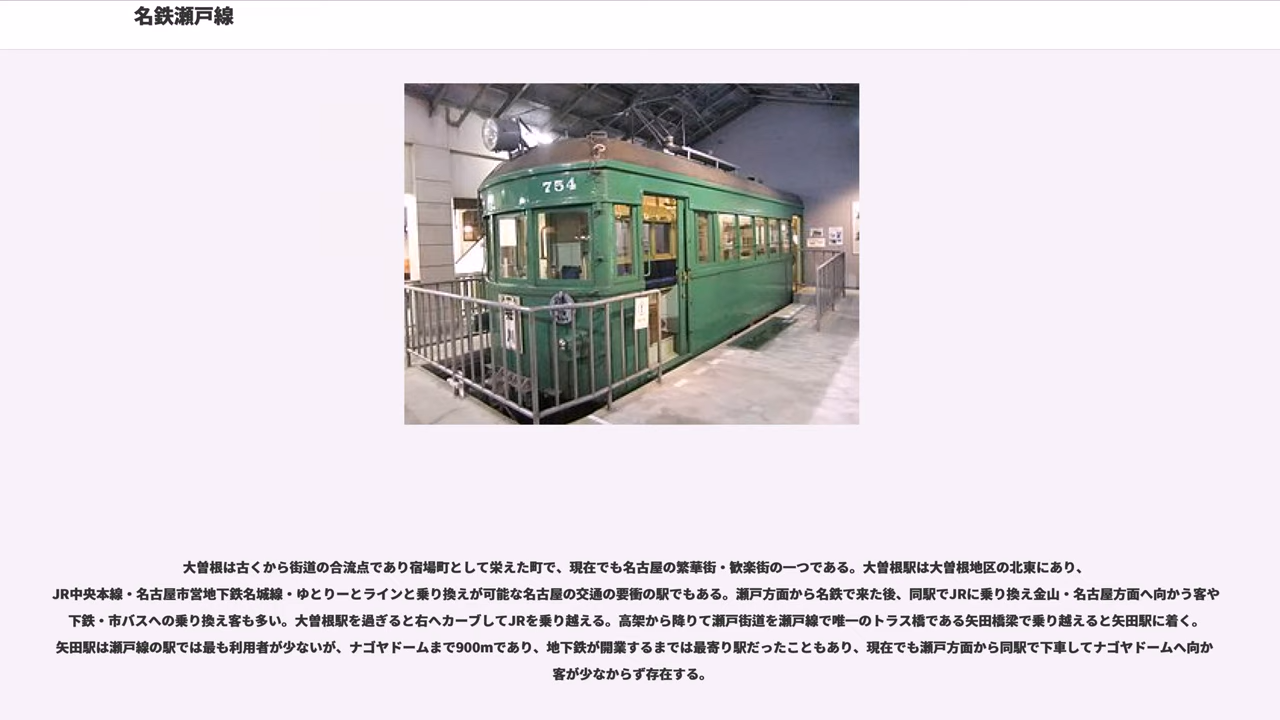 名鉄瀬戸線
754
大曽根は古くから街道の合流点であり宿場町として栄えた町で、現在でも名古屋の繁華街・歓楽街の一つである。大曽根駅は大曽根地区の北東にあり、
JR中央本線・名古屋市営地下鉄名城線・ゆとりーとラインと乗り換えが可能な名古屋の交通の要衝の駅でもある。瀬戸方面から名鉄で来た後、同駅でJRに乗り換え金山・名古屋方面へ向かう客や
下鉄・市バスへの乗り換え客も多い。大曽根駅を過ぎると右へカーブしてJRを乗り越える。高架から降りて瀬戸街道を瀬戸線で唯一のトラス橋である矢田橋梁で乗り越えると矢田駅に着く。
矢田駅は瀬戸線の駅では最も利用者が少ないが、ナゴヤドームまで900mであり、地下鉄が開業するまでは最寄り駅だったこともあり、現在でも瀬戸方面から同駅で下車してナゴヤドームへ向か
客が少なからず存在する。